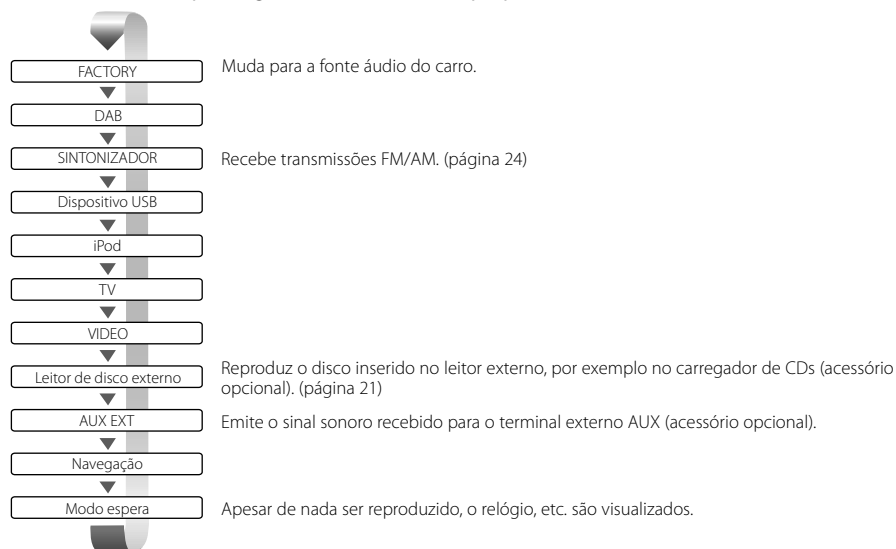 FACTORY
Muda para a fonte áudio do carro.
DAB
SINTONIZADOR
Recebe transmissões FM/AM. (página 24)
Dispositivo USB
iPod
TV
VIDEO
Leitor de disco externo
Reproduz o disco inserido no leitor externo, por exemplo no carregador de CDs (acessório
opcional). (página 21)
AUX EXT
Emite o sinal sonoro recebido para o terminal externo AUX (acessório opcional).
Navegação
Modo espera
Apesar de nada ser reproduzido, o relógio, etc. são visualizados.